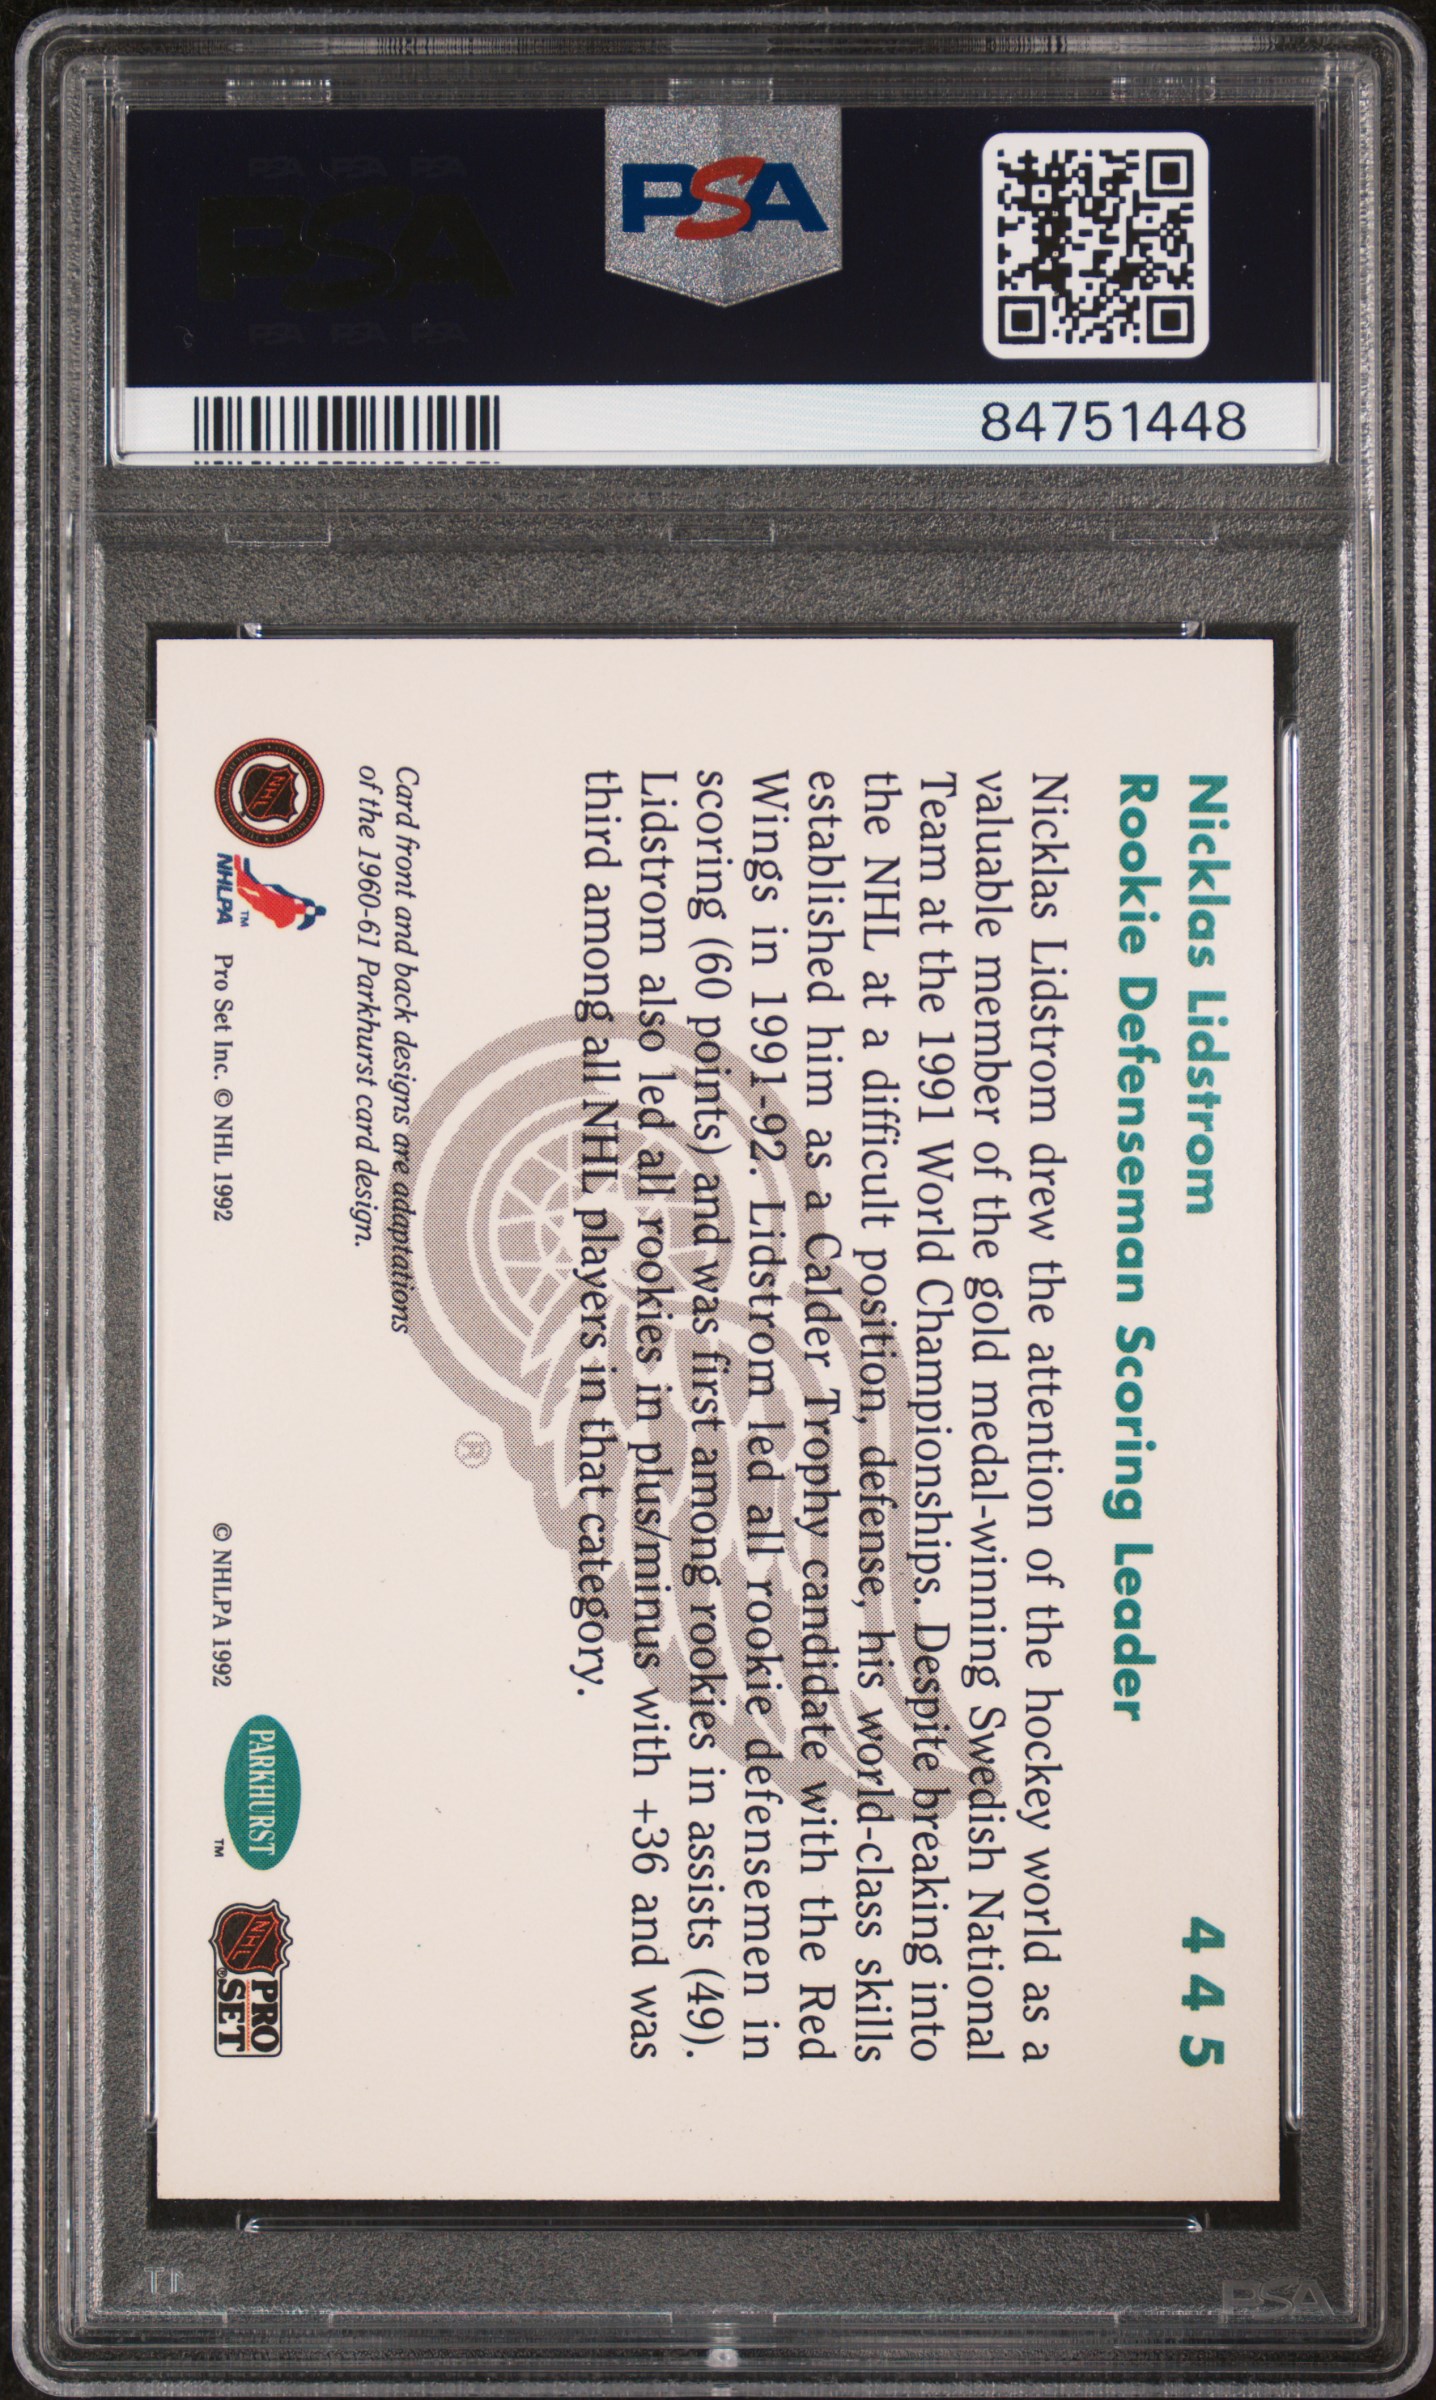 PSA
84751448
Nicklas Lidstrom
445
Rookie Defenseman Scoring Leader
Nicklas Lidstrom drew the attention of the hockey world as a
valuable member of the gold medal-winning Swedish National
Team at the 1991 World Championships. Despite breaking into
the NHL at a difficult position, defense, his world-class skills
established him as a Calder Trophy candidate with the Red
Wings in 1991-92. Lidstrom led all rookie defensemen in
scoring (60 points) and was first among rookies in assists (49).
Lidstrom also led all rookies in plus/minus with +36 and was
third among all NHL players in that category.
®
Card front and back designs are adaptations
of the 1960-61 Parkhurst card design.
NHL
NHLPA ™
Pro Set Inc. © NHL 1992
© NHLPA 1992
PARKHURST ™
NHL PRO SET ®
PSA